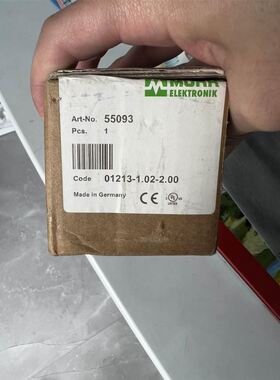 MURR
ELEKTRONIK
Art-No. 55093
Pcs. 1
Code 01213-1.02-2.00
Made in Germany CE